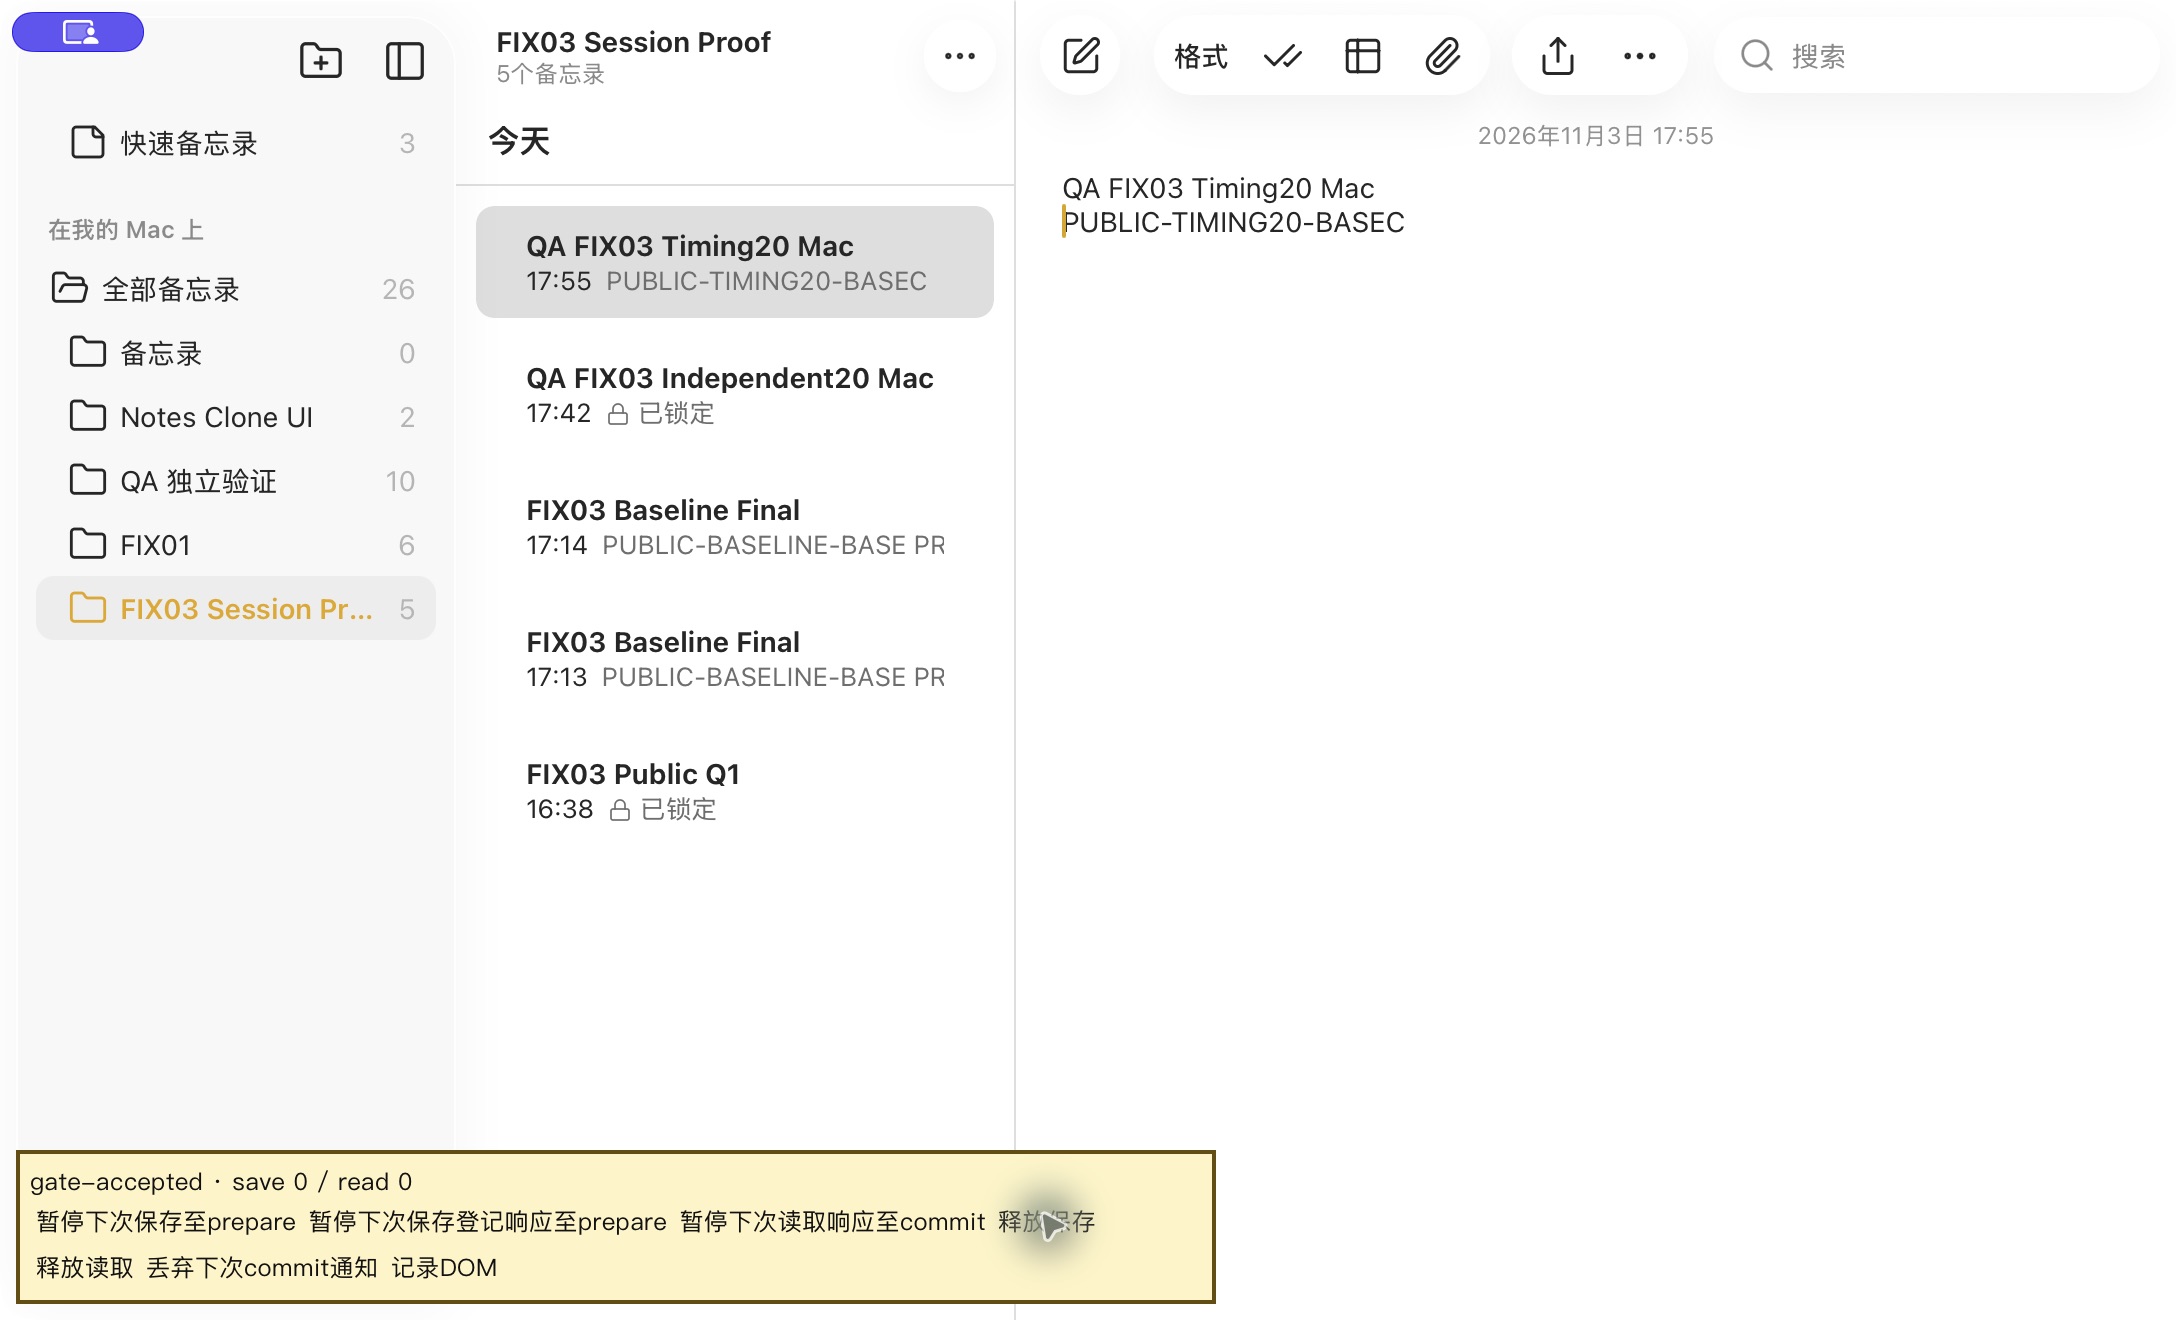 快速备忘录 3
在我的 Mac 上
全部备忘录 26
备忘录 0
Notes Clone UI 2
QA 独立验证 10
FIX01 6
FIX03 Session Pr... 5
FIX03 Session Proof
5个备忘录
今天
QA FIX03 Timing20 Mac
17:55 PUBLIC-TIMING20-BASEC
QA FIX03 Independent20 Mac
17:42 已锁定
FIX03 Baseline Final
17:14 PUBLIC-BASELINE-BASE PR
FIX03 Baseline Final
17:13 PUBLIC-BASELINE-BASE PR
FIX03 Public Q1
16:38 已锁定
格式
搜索
2026年11月3日 17:55
QA FIX03 Timing20 Mac
PUBLIC-TIMING20-BASEC
gate-accepted · save 0 / read 0
暂停下次保存至prepare 暂停下次保存登记响应至prepare 暂停下次读取响应至commit 释放保存
释放读取 丢弃下次commit通知 记录DOM